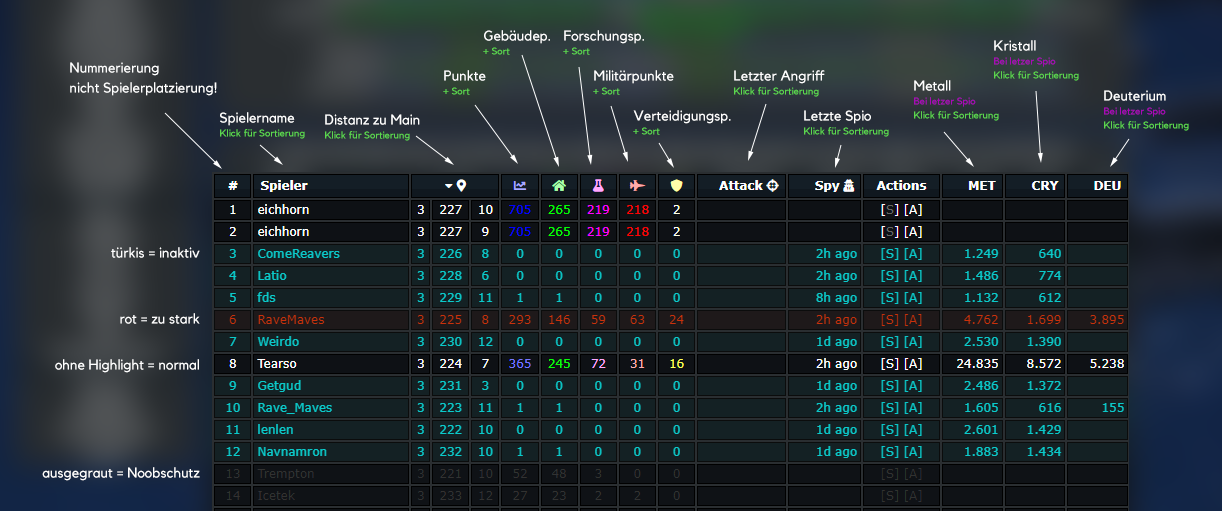 Nummerierung
nicht Spielerplatzierung!
Spielername
Klick für Sortierung
Distanz zu Main
Klick für Sortierung
Punkte
+ Sort
Gebäudep.
+ Sort
Forschungsp.
+ Sort
Militärpunkte
+ Sort
Verteidigungsp.
+ Sort
Letzter Angriff
Klick für Sortierung
Letzte Spio
Klick für Sortierung
Metall
Bei letzer Spio
Klick für Sortierung
Kristall
Bei letzer Spio
Klick für Sortierung
Deuterium
Bei letzer Spio
Klick für Sortierung
# Spieler Attack Spy Actions MET CRY DEU
1 eichhorn 3 227 10 705 265 219 218 2 [S] [A]
2 eichhorn 3 227 9 705 265 219 218 2 [S] [A]
türkis = inaktiv
3 ComeReavers 3 226 8 0 0 0 0 0 2h ago [S] [A] 1.249 640
4 Latio 3 228 6 0 0 0 0 0 2h ago [S] [A] 1.486 774
5 fds 3 229 11 1 1 0 0 0 8h ago [S] [A] 1.132 612
rot = zu stark
6 RaveMaves 3 225 8 293 146 59 63 24 2h ago [S] [A] 4.762 1.699 3.895
7 Weirdo 3 230 12 0 0 0 0 0 1d ago [S] [A] 2.530 1.390
ohne Highlight = normal
8 Tearso 3 224 7 365 245 72 31 16 2h ago [S] [A] 24.835 8.572 5.238
9 Getgud 3 231 3 0 0 0 0 0 1d ago [S] [A] 2.486 1.372
10 Rave_Maves 3 223 11 1 1 0 0 0 2h ago [S] [A] 1.605 616 155
11 lenlen 3 222 10 0 0 0 0 0 1d ago [S] [A] 2.601 1.429
12 Navnamron 3 232 10 1 1 0 0 0 1d ago [S] [A] 1.883 1.434
ausgegraut = Noobschutz
13 Trempton 3 221 10 52 48 3 0 0 [S] [A]
14 Icetek 3 233 12 27 23 2 2 0 [S] [A]